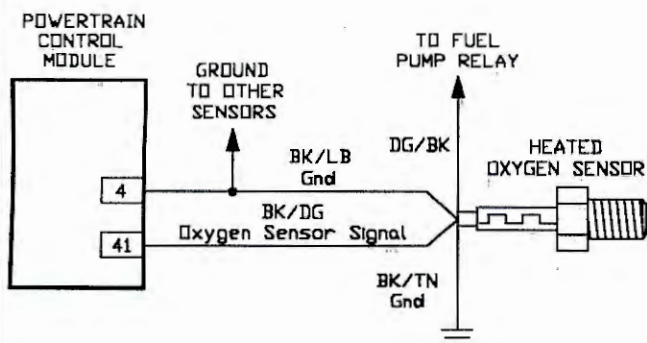 POWERTRAIN
CONTROL
MODULE
TO FUEL
PUMP RELAY
GROUND
TO OTHER
SENSORS
HEATED
OXYGEN SENSOR
DG/BK
BK/LB
Gnd
4
BK/DG
Oxygen Sensor Signal
41
BK/TN
Gnd